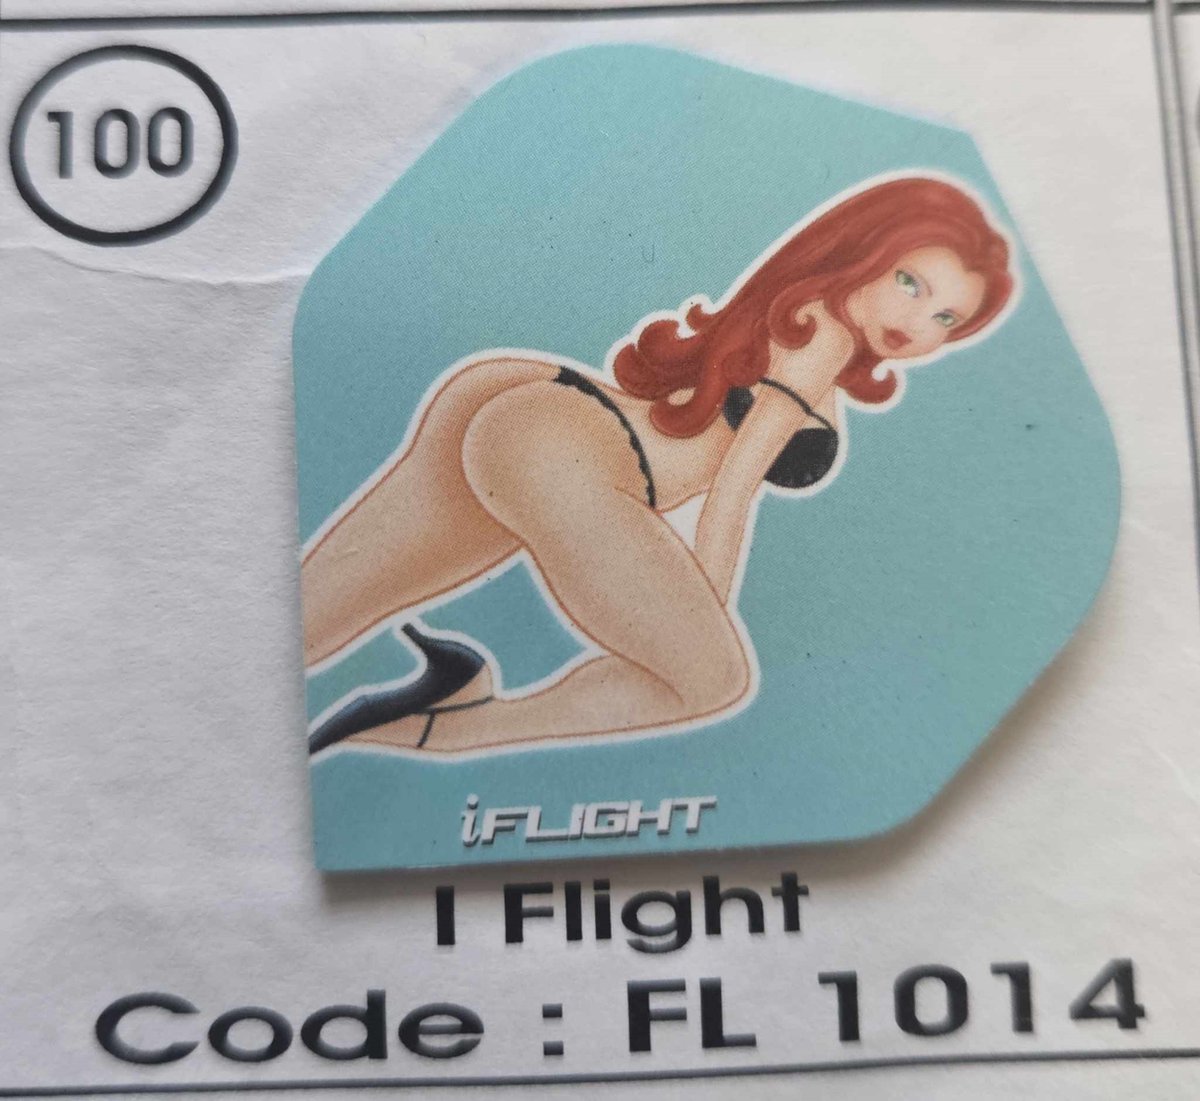 100
iFLIGHT
I Flight
Code : FL 1014